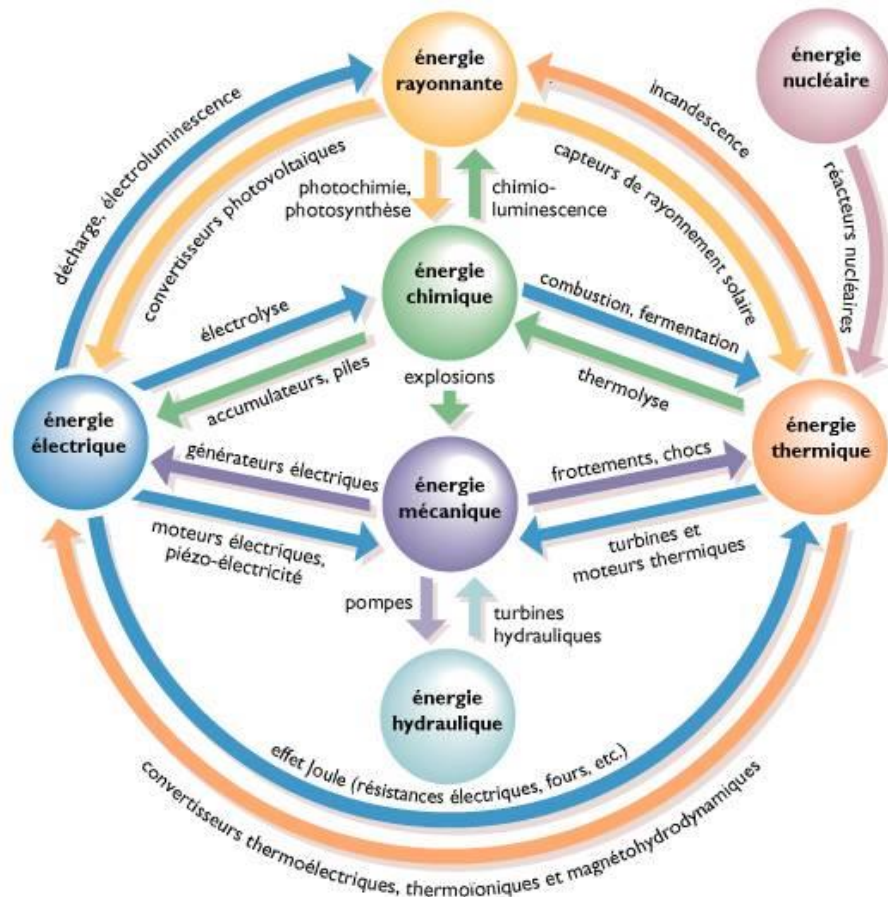 énergie
rayonnante
énergie
nucléaire
décharge, électroluminescence
convertisseurs photovoltaïques
photochimie,
photosynthèse
chimio-
luminescence
capteurs de rayonnement solaire
incandescence
réacteurs nucléaires
énergie
chimique
électrolyse
accumulateurs, piles
combustion, fermentation
thermolyse
explosions
énergie
électrique
énergie
thermique
générateurs électriques
moteurs électriques,
piézo-électricité
énergie
mécanique
frottements, chocs
turbines et
moteurs thermiques
pompes
turbines
hydrauliques
énergie
hydraulique
effet Joule (résistances électriques, fours, etc.)
convertisseurs thermoélectriques, thermoïoniques et magnétohydrodynamiques